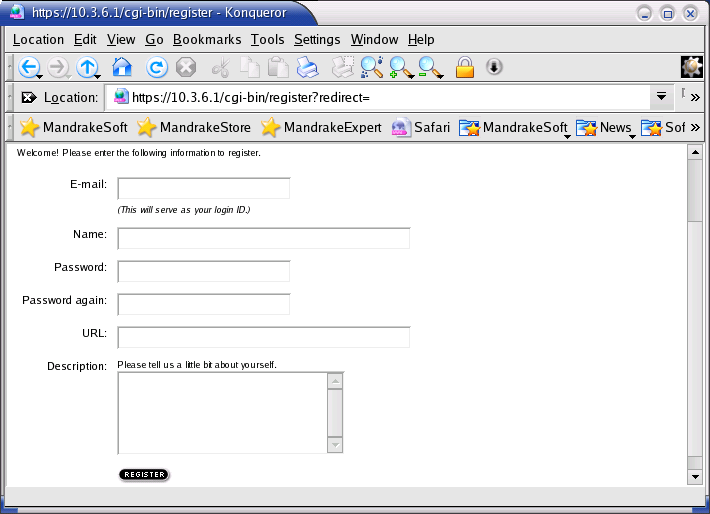 https://10.3.6.1/cgi-bin/register - Konqueror
Location Edit View Go Bookmarks Tools Settings Window Help
Location: https://10.3.6.1/cgi-bin/register?redirect=
MandrakeSoft MandrakeStore MandrakeExpert Safari MandrakeSoft News Sof
Welcome! Please enter the following information to register.
E-mail:
(This will serve as your login ID.)
Name:
Password:
Password again:
URL:
Description: Please tell us a little bit about yourself.
REGISTER